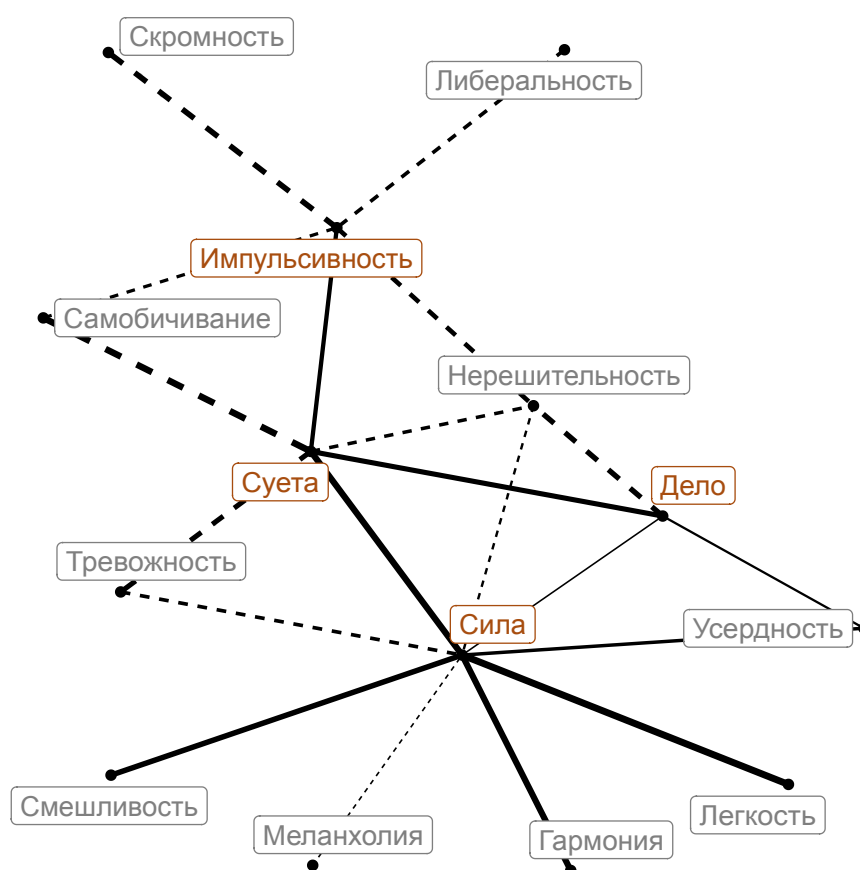 Скромность
Либеральность
Импульсивность
Самобичивание
Нерешительность
Суета
Дело
Тревожность
Сила
Усердность
Смешливость
Легкость
Меланхолия
Гармония